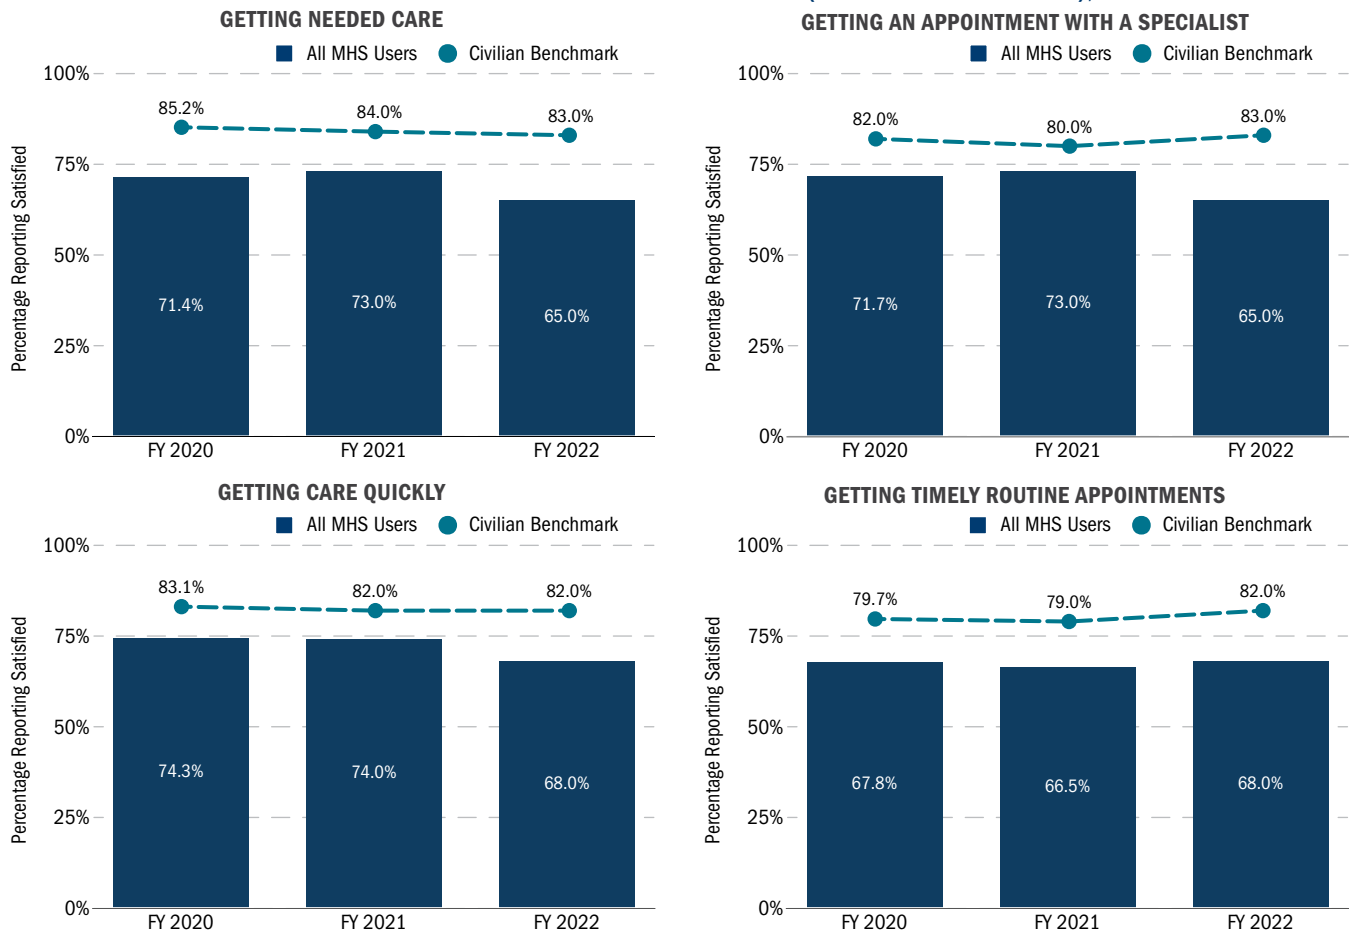 GETTING NEEDED CARE
All MHS Users
Civilian Benchmark
Percentage Reporting Satisfied
100%
75%
50%
25%
0%
85.2%
84.0%
83.0%
71.4%
73.0%
65.0%
FY 2020
FY 2021
FY 2022
GETTING AN APPOINTMENT WITH A SPECIALIST
All MHS Users
Civilian Benchmark
Percentage Reporting Satisfied
100%
75%
50%
25%
0%
82.0%
80.0%
83.0%
71.7%
73.0%
65.0%
FY 2020
FY 2021
FY 2022
GETTING CARE QUICKLY
All MHS Users
Civilian Benchmark
Percentage Reporting Satisfied
100%
75%
50%
25%
0%
83.1%
82.0%
82.0%
74.3%
74.0%
68.0%
FY 2020
FY 2021
FY 2022
GETTING TIMELY ROUTINE APPOINTMENTS
All MHS Users
Civilian Benchmark
Percentage Reporting Satisfied
100%
75%
50%
25%
0%
79.7%
79.0%
82.0%
67.8%
66.5%
68.0%
FY 2020
FY 2021
FY 2022